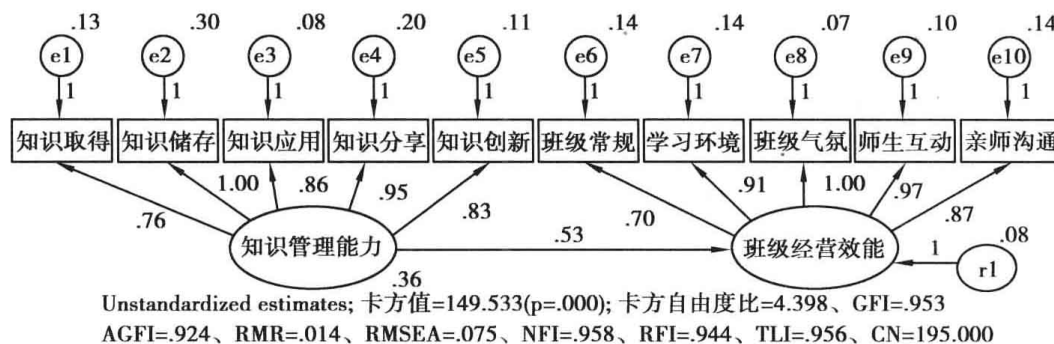 .13 .30 .08 .20 .11 .14 .14 .07 .10 .14
e1 e2 e3 e4 e5 e6 e7 e8 e9 e10
1 1 1 1 1 1 1 1 1 1
知识取得 知识储存 知识应用 知识分享 知识创新 班级常规 学习环境 班级气氛 师生互动 亲师沟通
.76 1.00 .86 .95 .83 .70 .91 1.00 .97 .87
知识管理能力 .53 班级经营效能 1 r1 .08
.36
Unstandardized estimates; 卡方值=149.533(p=.000); 卡方自由度比=4.398、GFI=.953
AGFI=.924、RMR=.014、RMSEA=.075、NFI=.958、RFI=.944、TLI=.956、CN=195.000